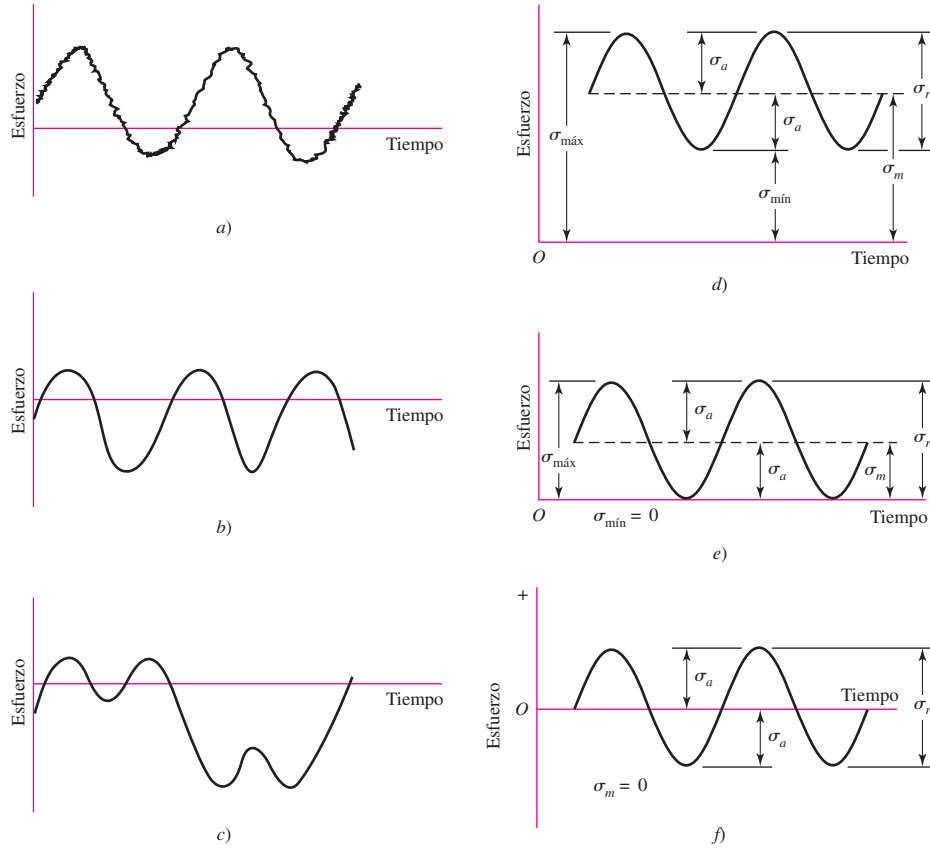 Esfuerzo
Tiempo
a)
Esfuerzo
Tiempo
b)
Esfuerzo
Tiempo
c)
Esfuerzo
σmáx
σa
σa
σmín
σm
σr
O
Tiempo
d)
Esfuerzo
σmáx
σa
σa
σm
σr
O
σmín = 0
Tiempo
e)
+
Esfuerzo
O
σa
σa
Tiempo
σr
σm = 0
f)